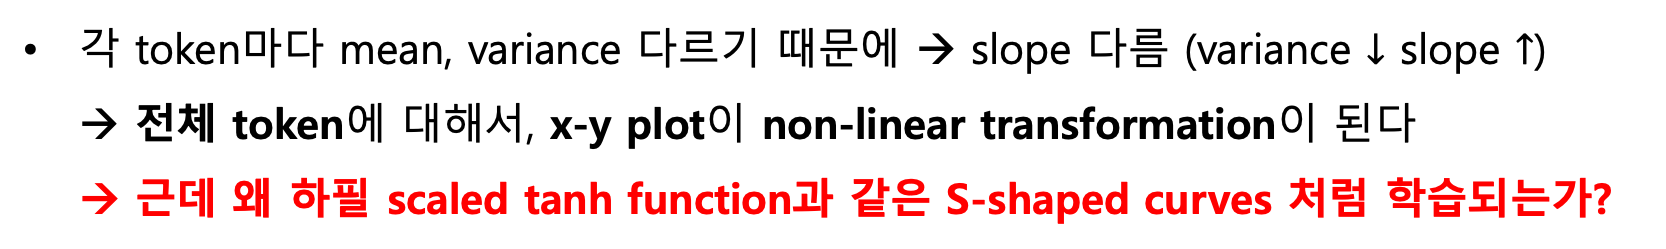 • 각 token마다 mean, variance 다르기 때문에 → slope 다름 (variance ↓ slope ↑)
→ 전체 token에 대해서, x-y plot이 non-linear transformation이 된다
→ 근데 왜 하필 scaled tanh function과 같은 S-shaped curves 처럼 학습되는가?